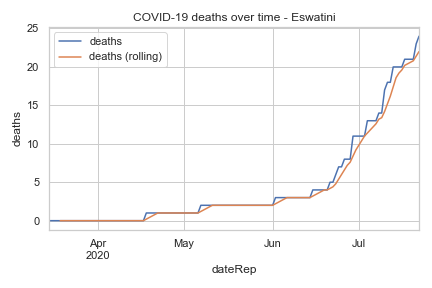 COVID-19 deaths over time - Eswatini
deaths
deaths (rolling)
25
20
15
10
5
0
deaths
Apr
2020
May
Jun
Jul
dateRep